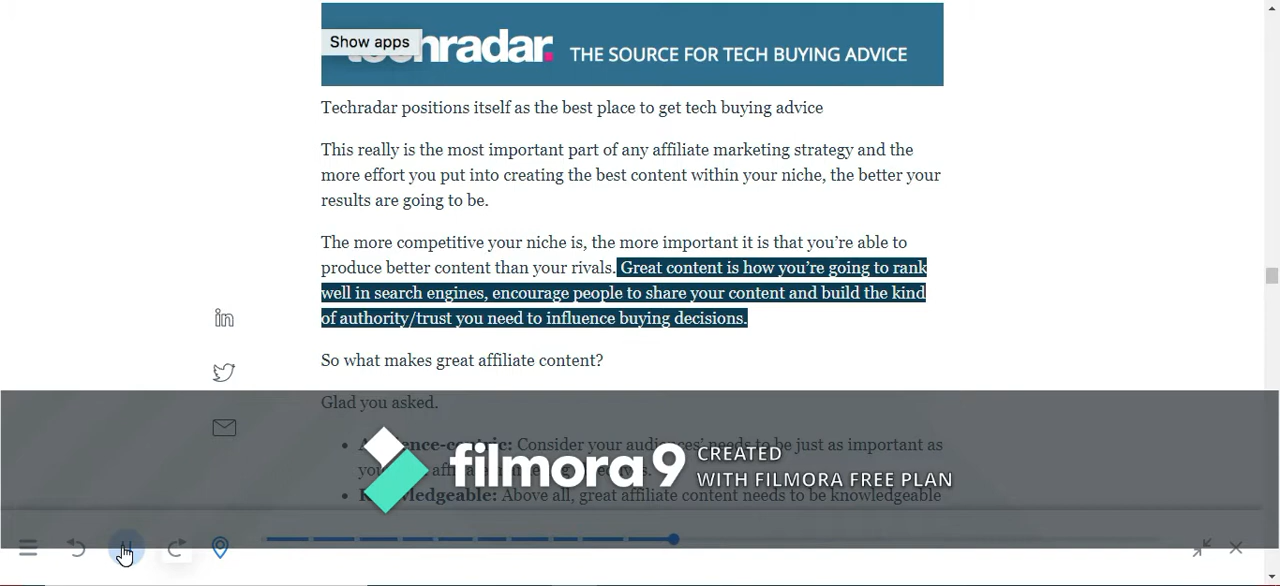 Show apps
techradar. THE SOURCE FOR TECH BUYING ADVICE
Techradar positions itself as the best place to get tech buying advice
This really is the most important part of any affiliate marketing strategy and the
more effort you put into creating the best content within your niche, the better your
results are going to be.
The more competitive your niche is, the more important it is that you’re able to
produce better content than your rivals. Great content is how you’re going to rank
well in search engines, encourage people to share your content and build the kind
of authority/trust you need to influence buying decisions.
So what makes great affiliate content?
Glad you asked.
• Audience-centric: Consider your audiences’ needs to be just as important as
• Knowledgeable: Above all, great affiliate content needs to be knowledgeable
filmora9 CREATED
WITH FILMORA FREE PLAN